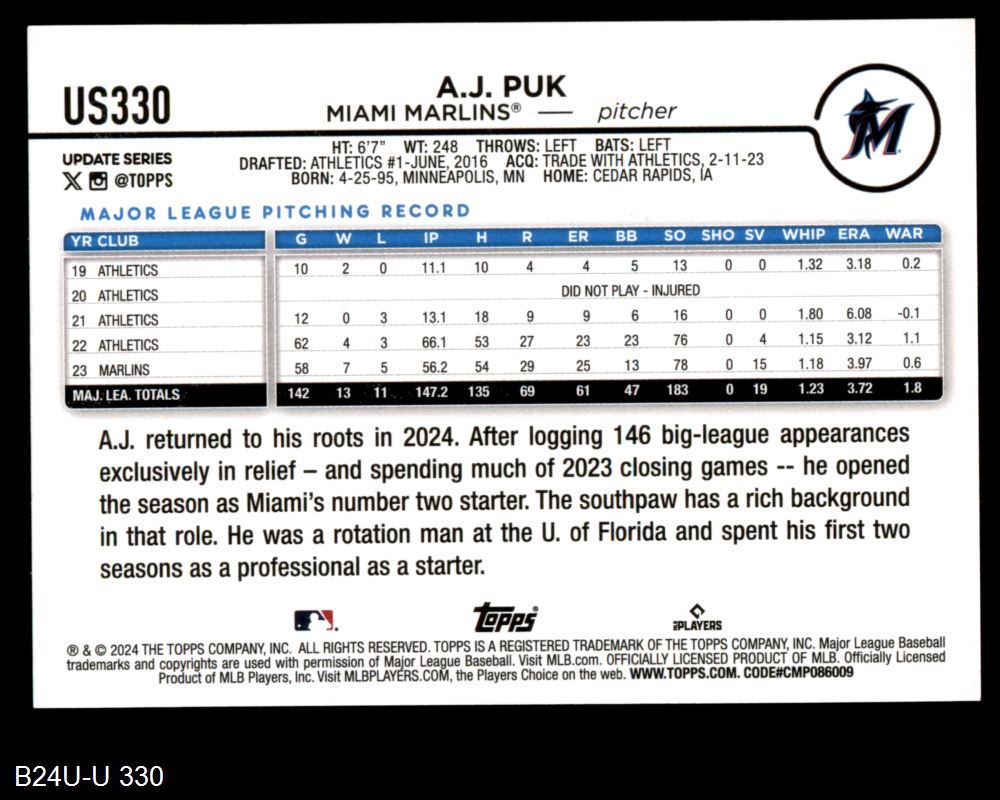 US330
A.J. PUK
MIAMI MARLINS® — pitcher
UPDATE SERIES
@TOPPS
HT: 6'7" WT: 248 THROWS: LEFT BATS: LEFT
DRAFTED: ATHLETICS #1-JUNE, 2016 ACQ: TRADE WITH ATHLETICS, 2-11-23
BORN: 4-25-95, MINNEAPOLIS, MN HOME: CEDAR RAPIDS, IA
MAJOR LEAGUE PITCHING RECORD
YR CLUB G W L IP H R ER BB SO SHO SV WHIP ERA WAR
19 ATHLETICS 10 2 0 11.1 10 4 4 5 13 0 0 1.32 3.18 0.2
20 ATHLETICS DID NOT PLAY - INJURED
21 ATHLETICS 12 0 3 13.1 18 9 9 6 16 0 0 1.80 6.08 -0.1
22 ATHLETICS 62 4 3 66.1 53 27 23 23 76 0 4 1.15 3.12 1.1
23 MARLINS 58 7 5 56.2 54 29 25 13 78 0 15 1.18 3.97 0.6
MAJ. LEA. TOTALS 142 13 11 147.2 135 69 61 47 183 0 19 1.23 3.72 1.8
A.J. returned to his roots in 2024. After logging 146 big-league appearances
exclusively in relief – and spending much of 2023 closing games -- he opened
the season as Miami's number two starter. The southpaw has a rich background
in that role. He was a rotation man at the U. of Florida and spent his first two
seasons as a professional as a starter.
Topps®
PLAYERS
® & © 2024 THE TOPPS COMPANY, INC. ALL RIGHTS RESERVED. TOPPS IS A REGISTERED TRADEMARK OF THE TOPPS COMPANY, INC. Major League Baseball
trademarks and copyrights are used with permission of Major League Baseball. Visit MLB.com. OFFICIALLY LICENSED PRODUCT OF MLB. Officially Licensed
Product of MLB Players, Inc. Visit MLBPLAYERS.COM, the Players Choice on the web. WWW.TOPPS.COM. CODE#CMP086009
B24U-U 330